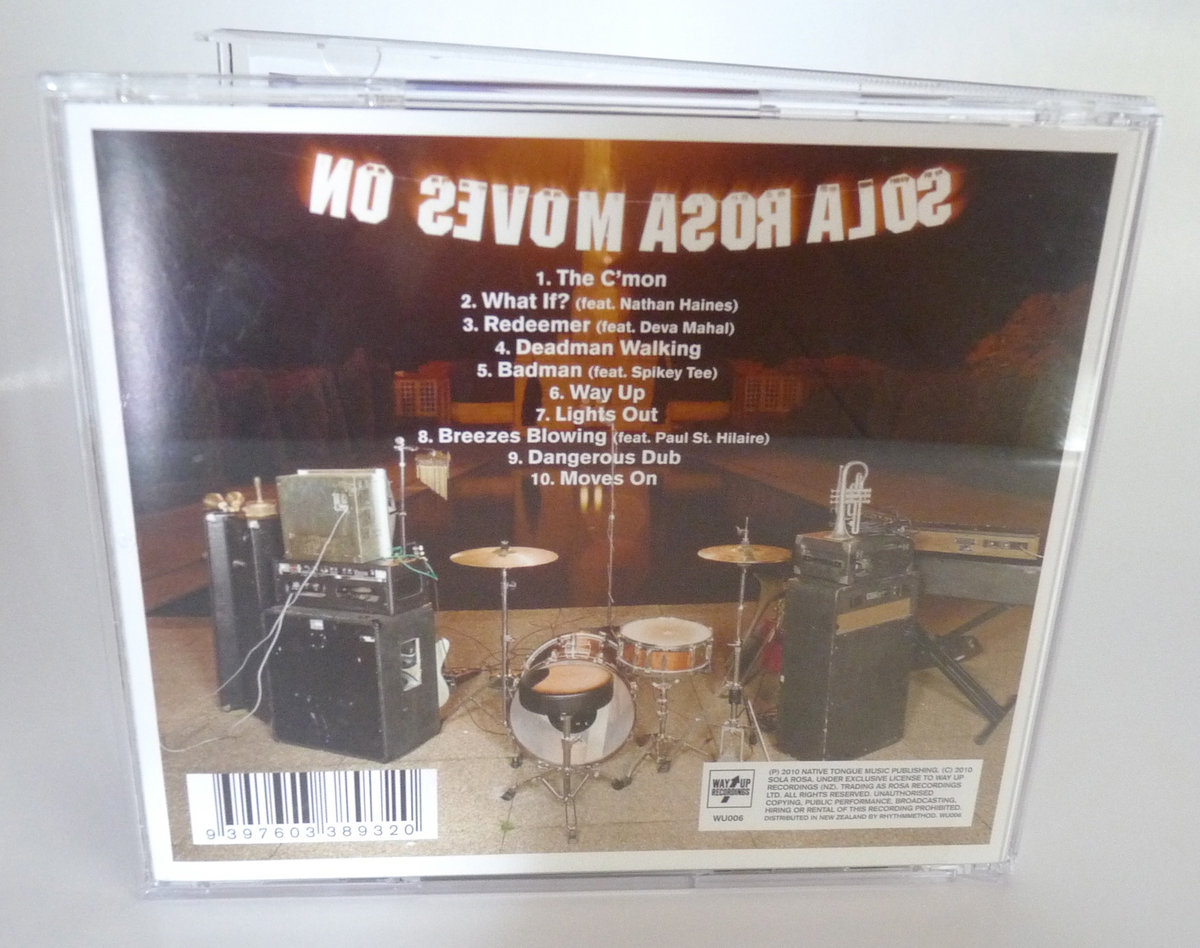 SOLA ROSA MOVES ON
1. The C'mon
2. What If? (feat. Nathan Haines)
3. Redeemer (feat. Deva Mahal)
4. Deadman Walking
5. Badman (feat. Spikey Tee)
6. Way Up
7. Lights Out
8. Breezes Blowing (feat. Paul St. Hilaire)
9. Dangerous Dub
10. Moves On
9 397603 389320
WAY UP
RECORDINGS
WU006
(P) 2010 NATIVE TONGUE MUSIC PUBLISHING. (C) 2010
SOLA ROSA. UNDER EXCLUSIVE LICENSE TO WAY UP
RECORDINGS (NZ). TRADING AS ROSA RECORDINGS
LTD. ALL RIGHTS RESERVED. UNAUTHORISED
COPYING, PUBLIC PERFORMANCE, BROADCASTING,
HIRING OR RENTAL OF THIS RECORDING PROHIBITED.
DISTRIBUTED IN NEW ZEALAND BY RHYTHMMETHOD. WU006